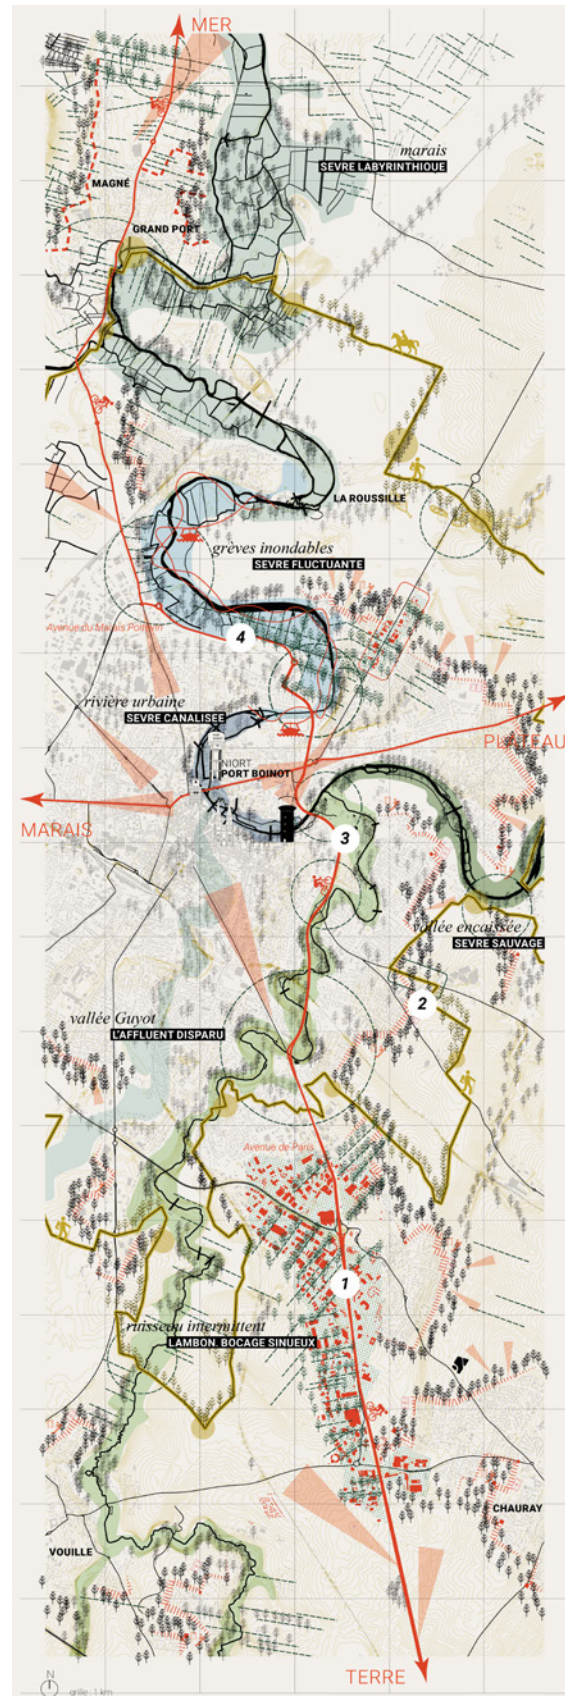 MER
marais
SEVRE LABYRINTHIQUE
MAGNÉ
GRAND PORT
LA ROUSSILLE
grèves inondables
SEVRE FLUCTUANTE
Avenue du Marais Poitevin
4
rivière urbaine
SEVRE CANALISEE
PLATEAU
NIORT
PORT BOINOT
MARAIS
3
vallée encaissée
SEVRE SAUVAGE
2
vallée Guyot
L'AFFLUENT DISPARU
7
Avenue de Paris
1
ruisseau intermittent
LAMBON. BOCAGE SINUEUX
CHAURAY
VOUILLE
TERRE
N
grille : 1 km